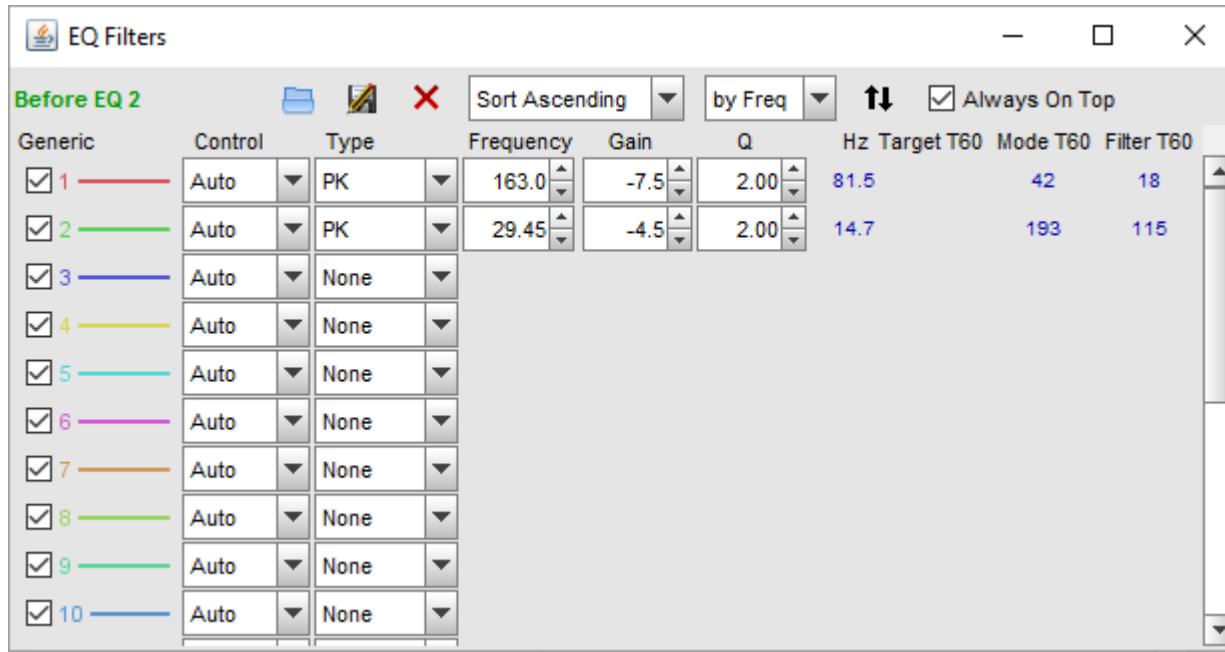 EQ Filters
Before EQ 2 Sort Ascending by Freq Always On Top
Generic Control Type Frequency Gain Q Hz Target T60 Mode T60 Filter T60
1 Auto PK 163.0 -7.5 2.00 81.5 42 18
2 Auto PK 29.45 -4.5 2.00 14.7 193 115
3 Auto None
4 Auto None
5 Auto None
6 Auto None
7 Auto None
8 Auto None
9 Auto None
10 Auto None